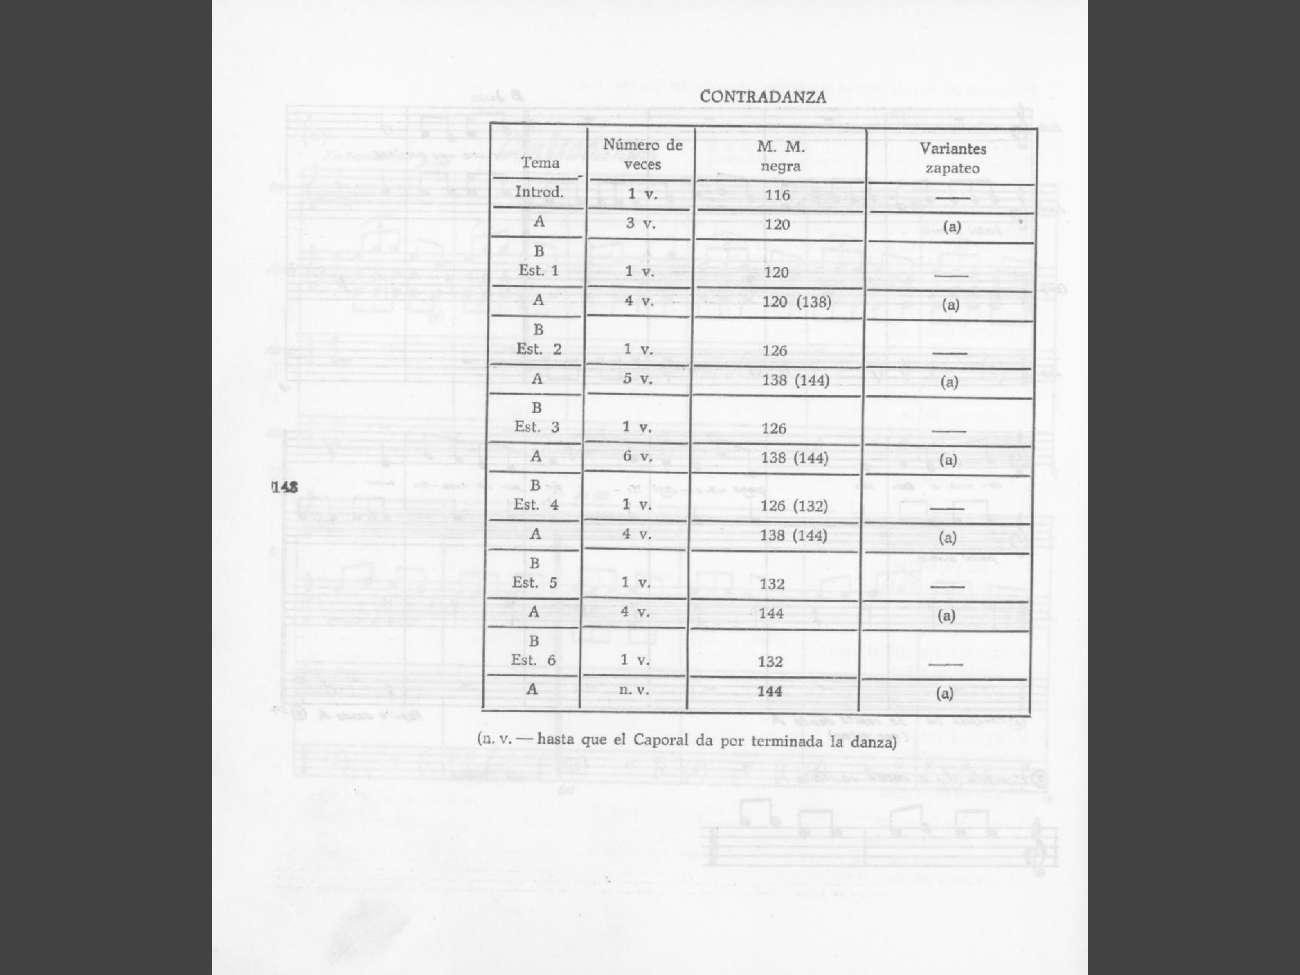 CONTRADANZA
Tema Número de veces M. M. negra Variantes zapateo
Introd. 1 v. 116 ——
A 3 v. 120 (a)
B
Est. 1 1 v. 120 ——
A 4 v. 120 (138) (a)
B
Est. 2 1 v. 126 ——
A 5 v. 138 (144) (a)
B
Est. 3 1 v. 126 ——
A 6 v. 138 (144) (a)
B
Est. 4 1 v. 126 (132) ——
A 4 v. 138 (144) (a)
B
Est. 5 1 v. 132 ——
A 4 v. 144 (a)
B
Est. 6 1 v. 132 ——
A n. v. 144 (a)
(n. v. — hasta que el Caporal da por terminada la danza)